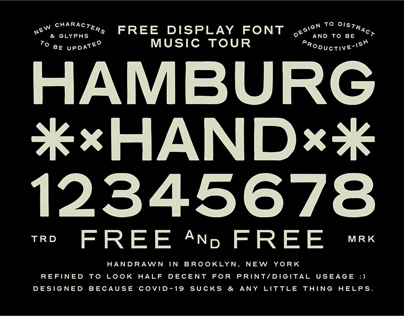 NEW CHARACTERS
& GLYPHS
TO BE UPDATED
FREE DISPLAY FONT
MUSIC TOUR
DESIGN TO DISTRACT
AND TO BE
PRODUCTIVE-ISH
HAMBURG
✳×HAND×✳
12345678
TRD FREE AND FREE MRK
HANDRAWN IN BROOKLYN, NEW YORK
REFINED TO LOOK HALF DECENT FOR PRINT/DIGITAL USEAGE :)
DESIGNED BECAUSE COVID-19 SUCKS & ANY LITTLE THING HELPS.